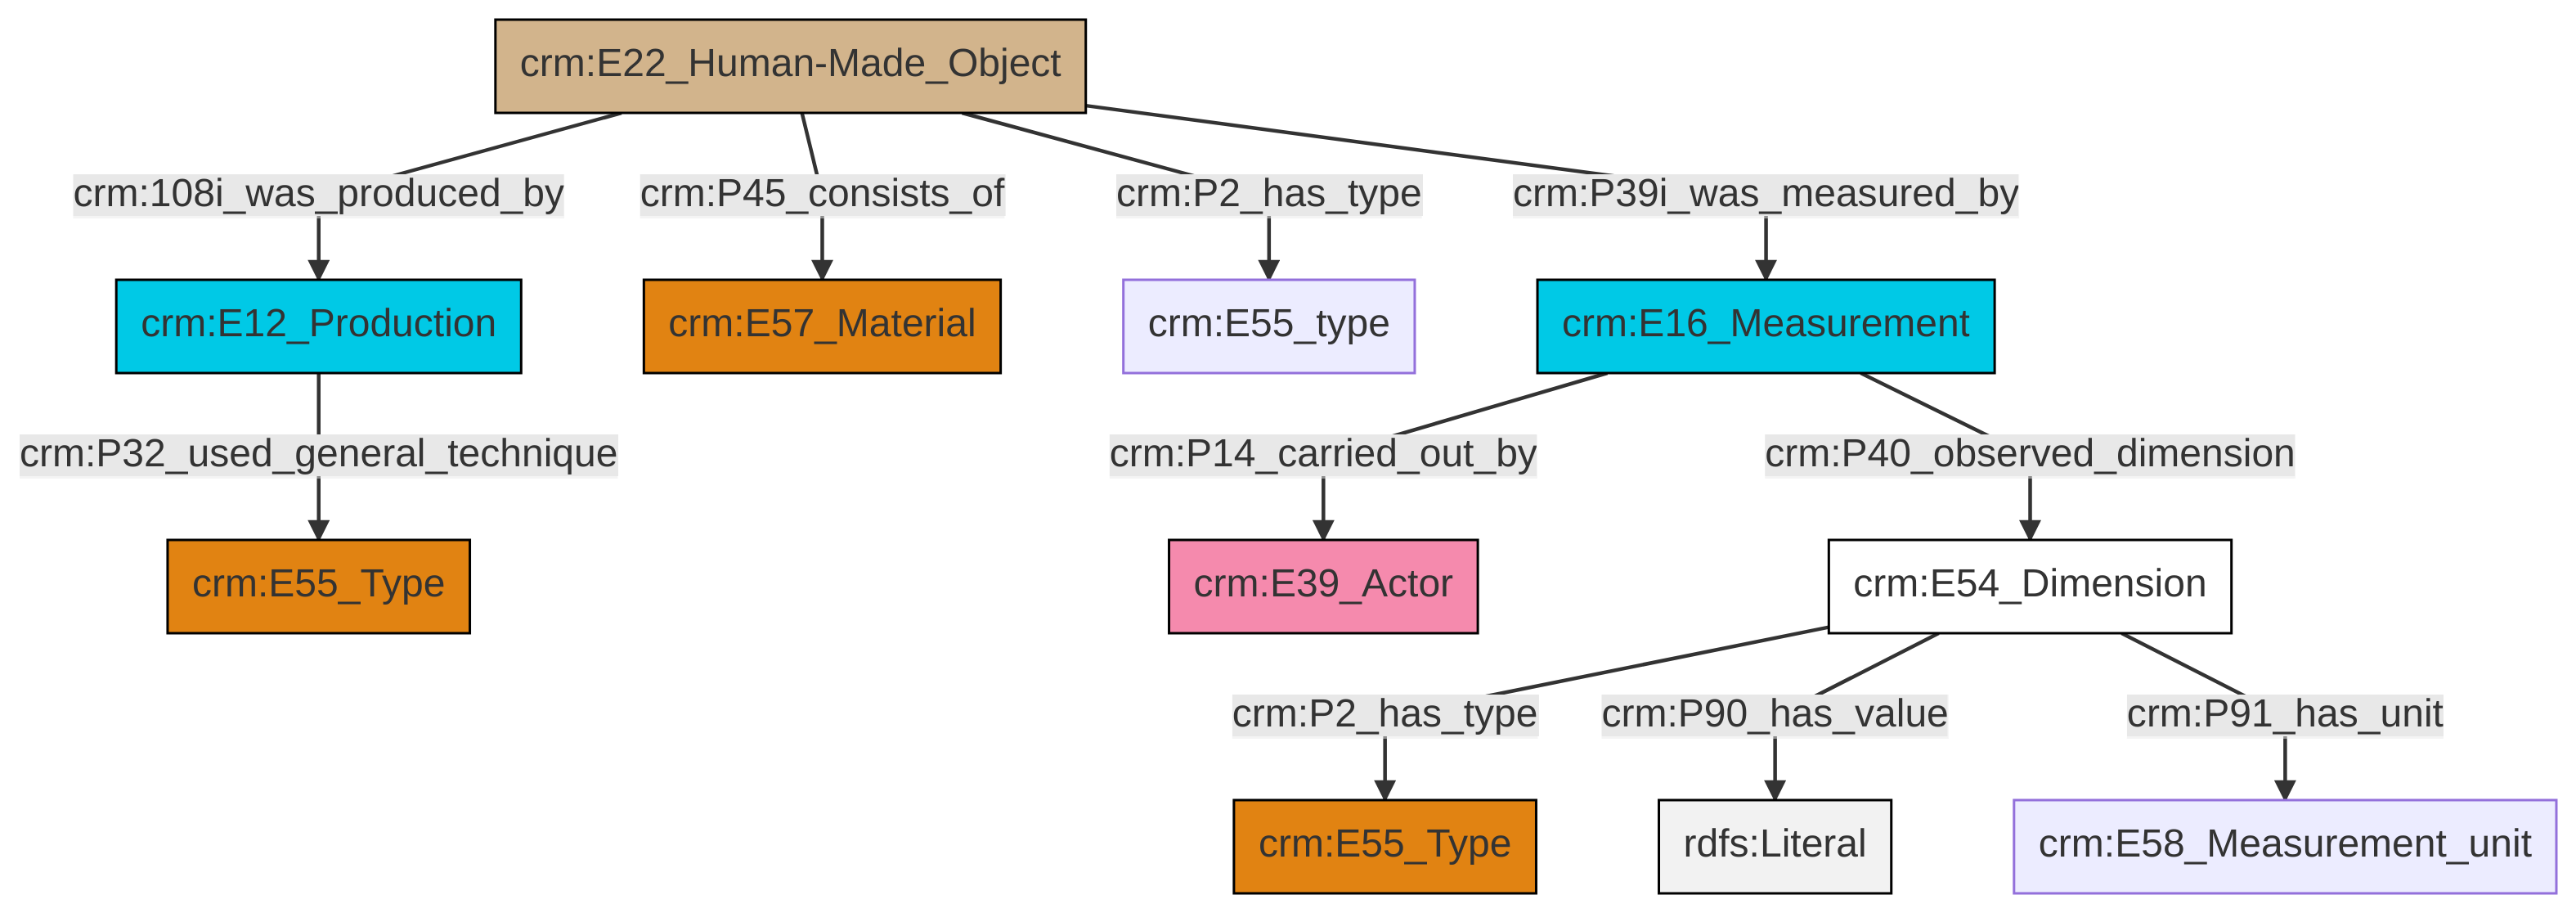 crm:E22_Human-Made_Object
crm:108i_was_produced_by
crm:P45_consists_of
crm:P2_has_type
crm:P39i_was_measured_by
crm:E12_Production
crm:E57_Material
crm:E55_type
crm:E16_Measurement
crm:P32_used_general_technique
crm:P14_carried_out_by
crm:P40_observed_dimension
crm:E55_Type
crm:E39_Actor
crm:E54_Dimension
crm:P2_has_type
crm:P90_has_value
crm:P91_has_unit
crm:E55_Type
rdfs:Literal
crm:E58_Measurement_unit